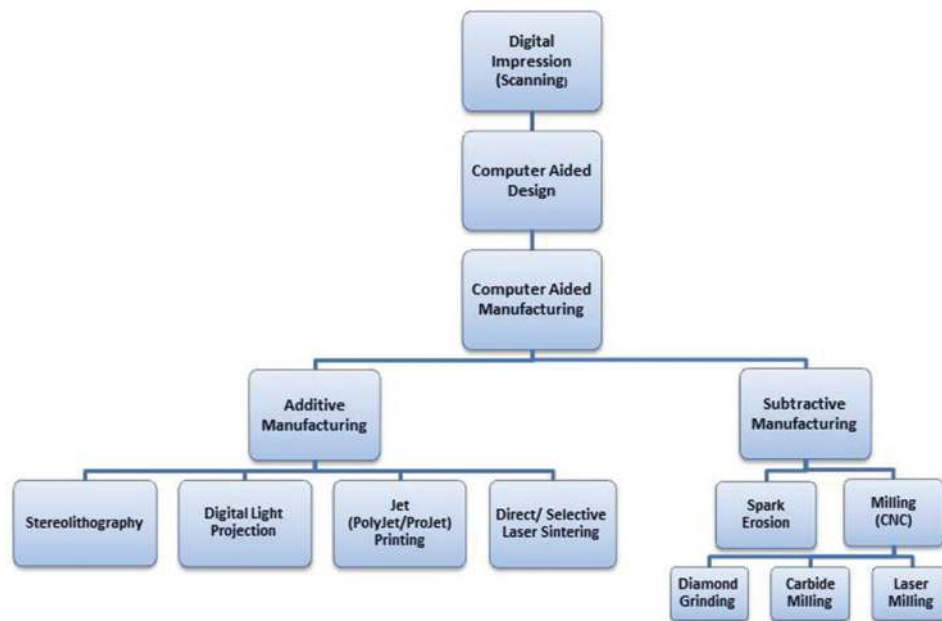 Digital
Impression
(Scanning)
Computer Aided
Design
Computer Aided
Manufacturing
Additive
Manufacturing
Subtractive
Manufacturing
Stereolithography
Digital Light
Projection
Jet
(PolyJet/ProJet)
Printing
Direct/ Selective
Laser Sintering
Spark
Erosion
Milling
(CNC)
Diamond
Grinding
Carbide
Milling
Laser
Milling